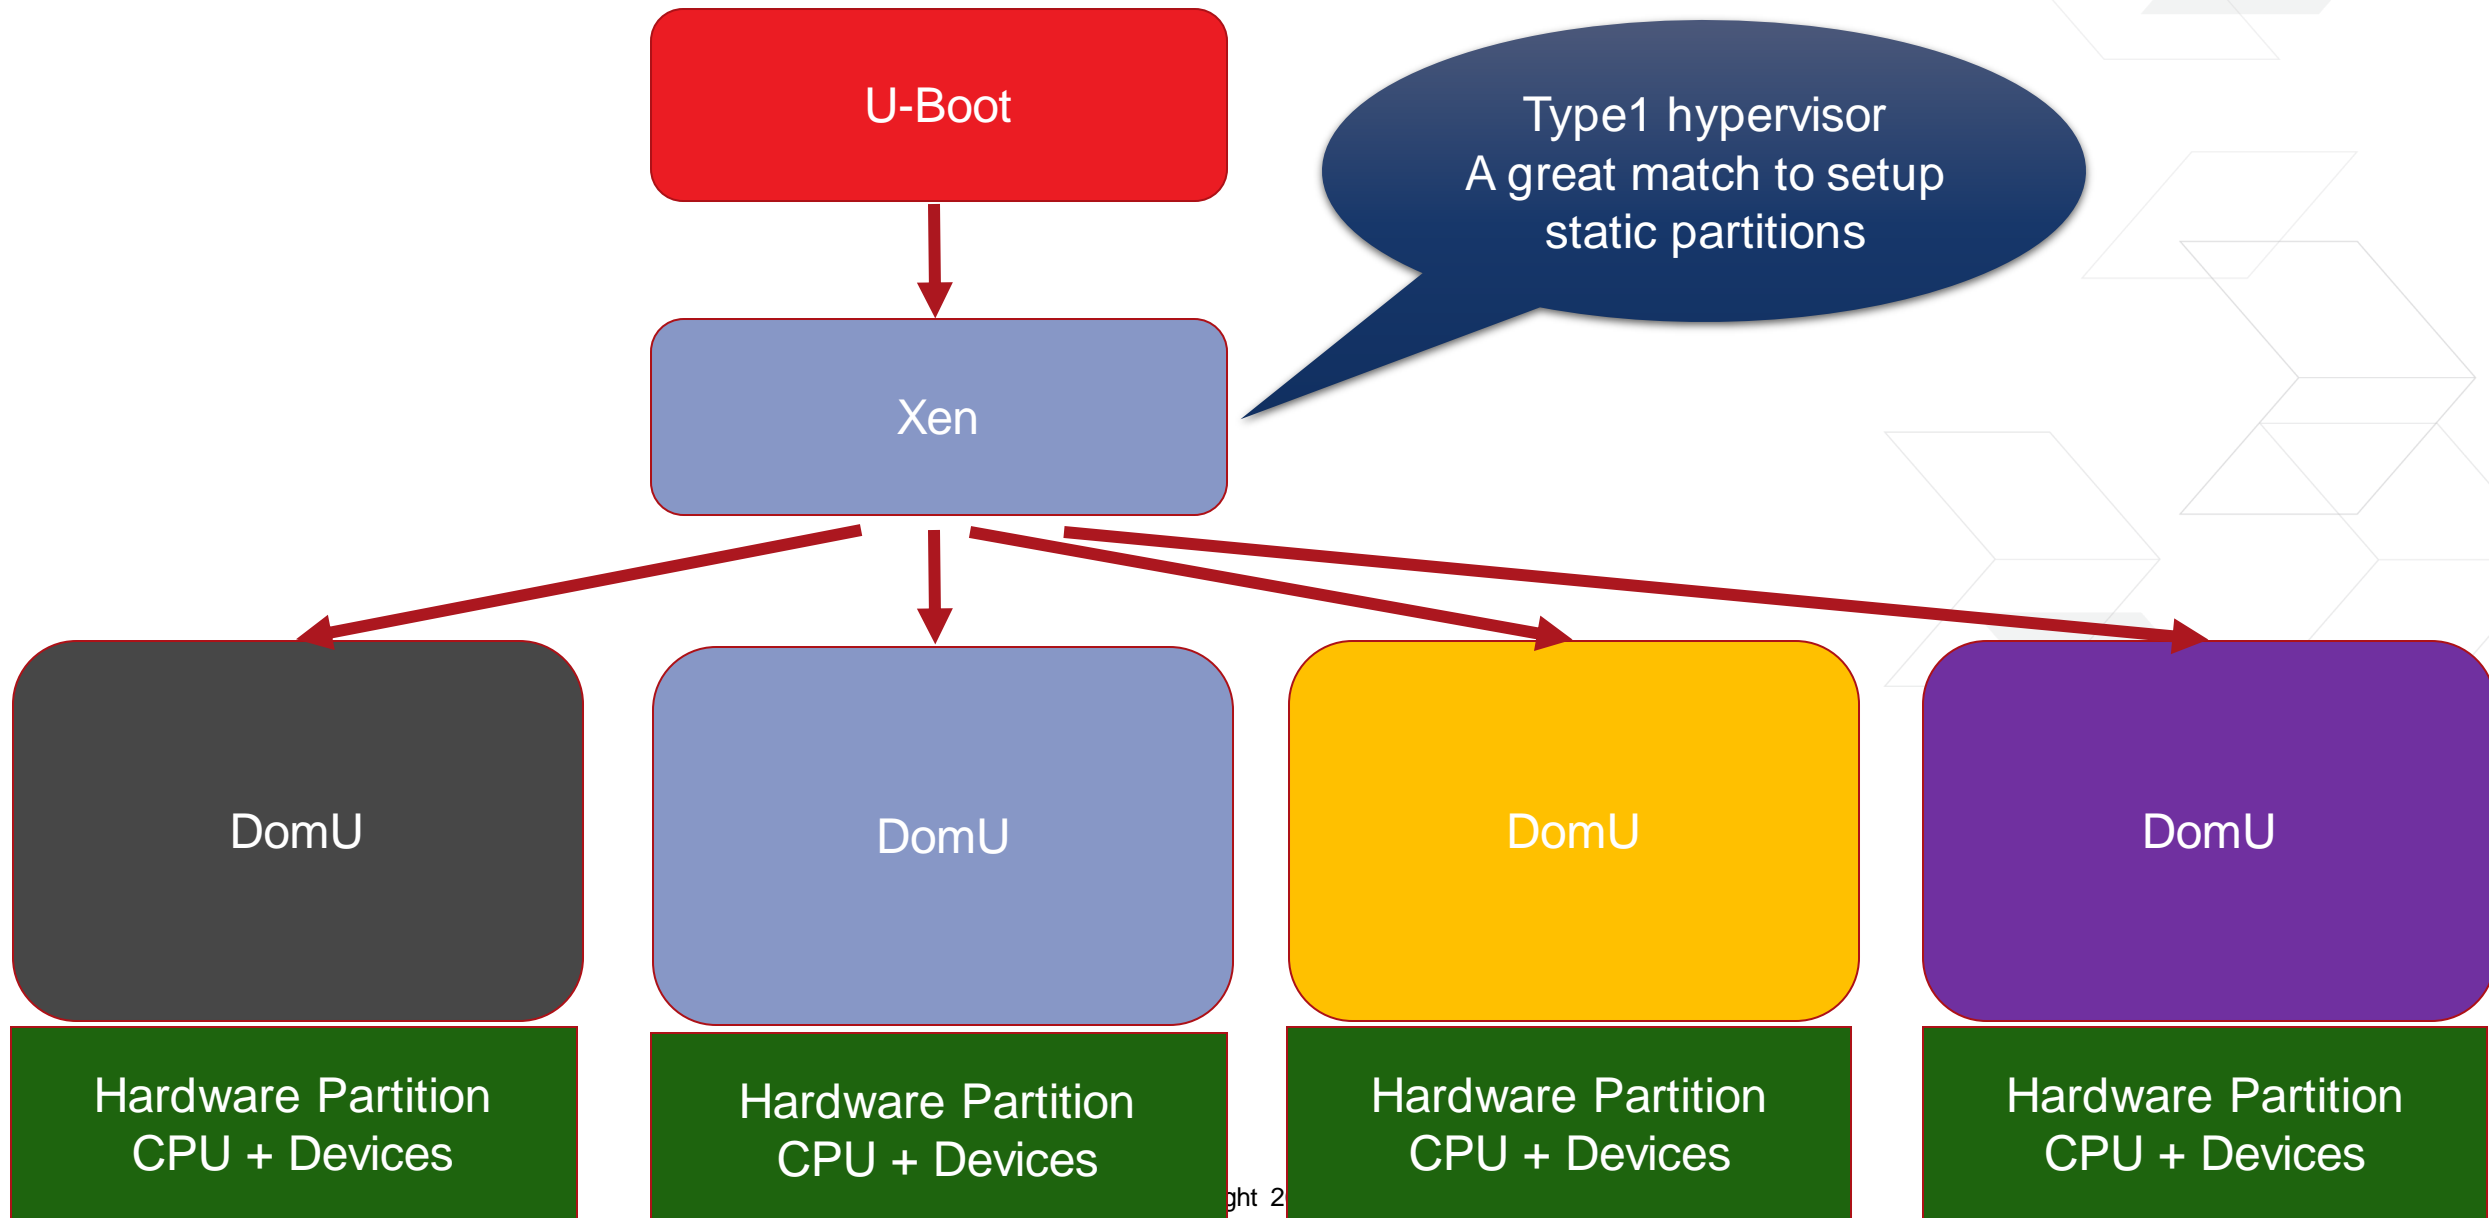 U-Boot
Type1 hypervisor
A great match to setup
static partitions
Xen
DomU
DomU
DomU
DomU
Hardware Partition
CPU + Devices
Hardware Partition
CPU + Devices
Hardware Partition
CPU + Devices
Hardware Partition
CPU + Devices